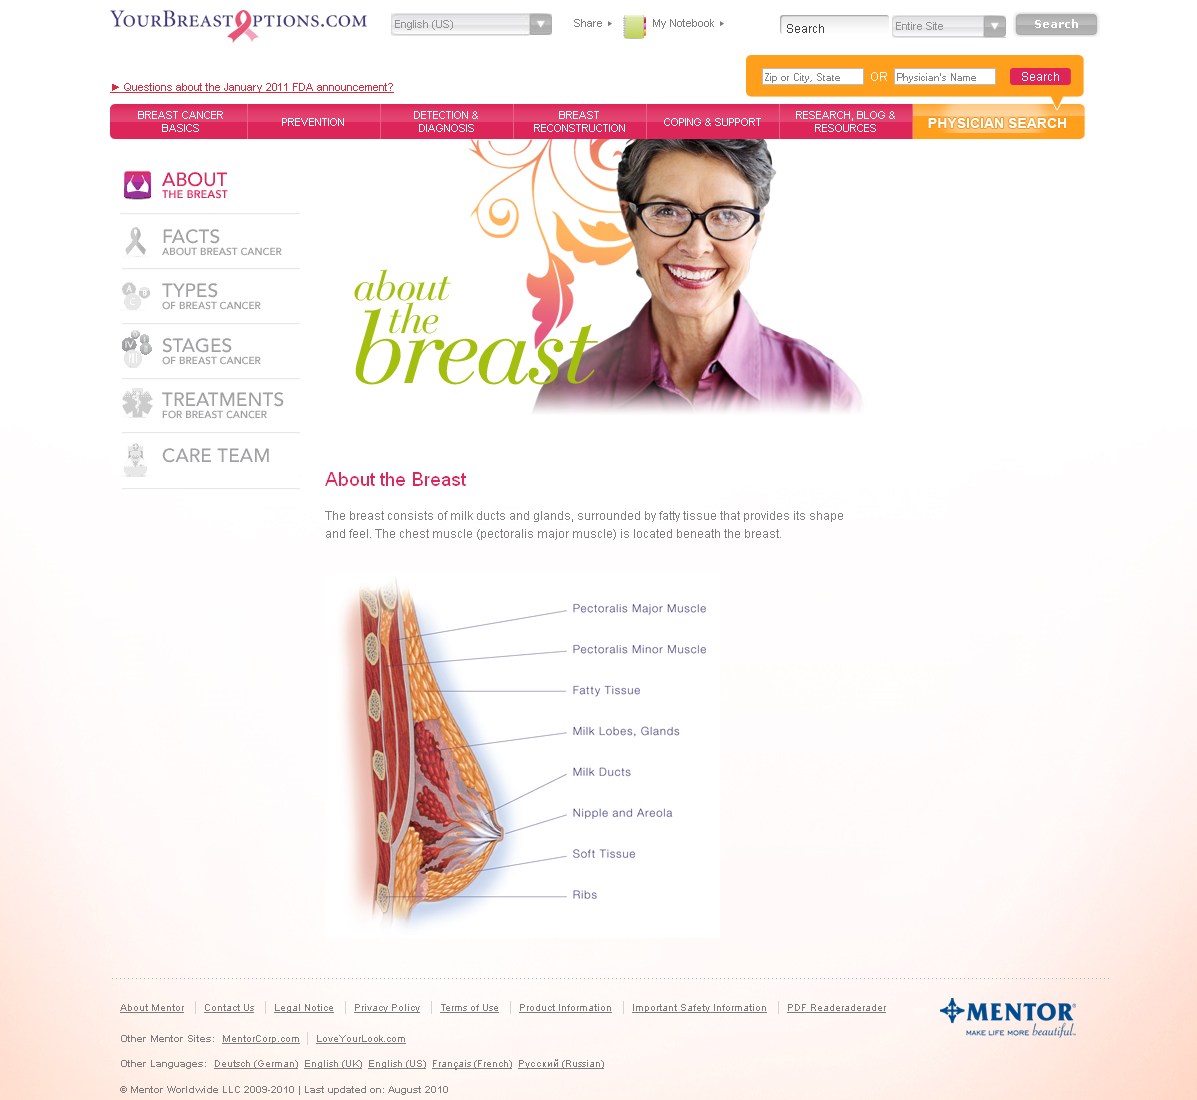 YOURBREASTOPTIONS.COM
English (US)
Share
My Notebook
Search
Entire Site
Search
Zip or City, State
OR
Physician's Name
Search
Questions about the January 2011 FDA announcement?
BREAST CANCER
BASICS
PREVENTION
DETECTION &
DIAGNOSIS
BREAST
RECONSTRUCTION
COPING & SUPPORT
RESEARCH, BLOG &
RESOURCES
PHYSICIAN SEARCH
ABOUT
THE BREAST
FACTS
ABOUT BREAST CANCER
TYPES
OF BREAST CANCER
STAGES
OF BREAST CANCER
TREATMENTS
FOR BREAST CANCER
CARE TEAM
about
the
breast
About the Breast
The breast consists of milk ducts and glands, surrounded by fatty tissue that provides its shape
and feel. The chest muscle (pectoralis major muscle) is located beneath the breast.
Pectoralis Major Muscle
Pectoralis Minor Muscle
Fatty Tissue
Milk Lobes, Glands
Milk Ducts
Nipple and Areola
Soft Tissue
Ribs
About Mentor
Contact Us
Legal Notice
Privacy Policy
Terms of Use
Product Information
Important Safety Information
PDF Readeraderader
MENTOR
MAKE LIFE MORE beautiful.
Other Mentor Sites: MentorCorp.com LoveYourLook.com
Other Languages: Deutsch (German) English (UK) English (US) Français (French) Русский (Russian)
© Mentor Worldwide LLC 2009-2010 | Last updated on: August 2010